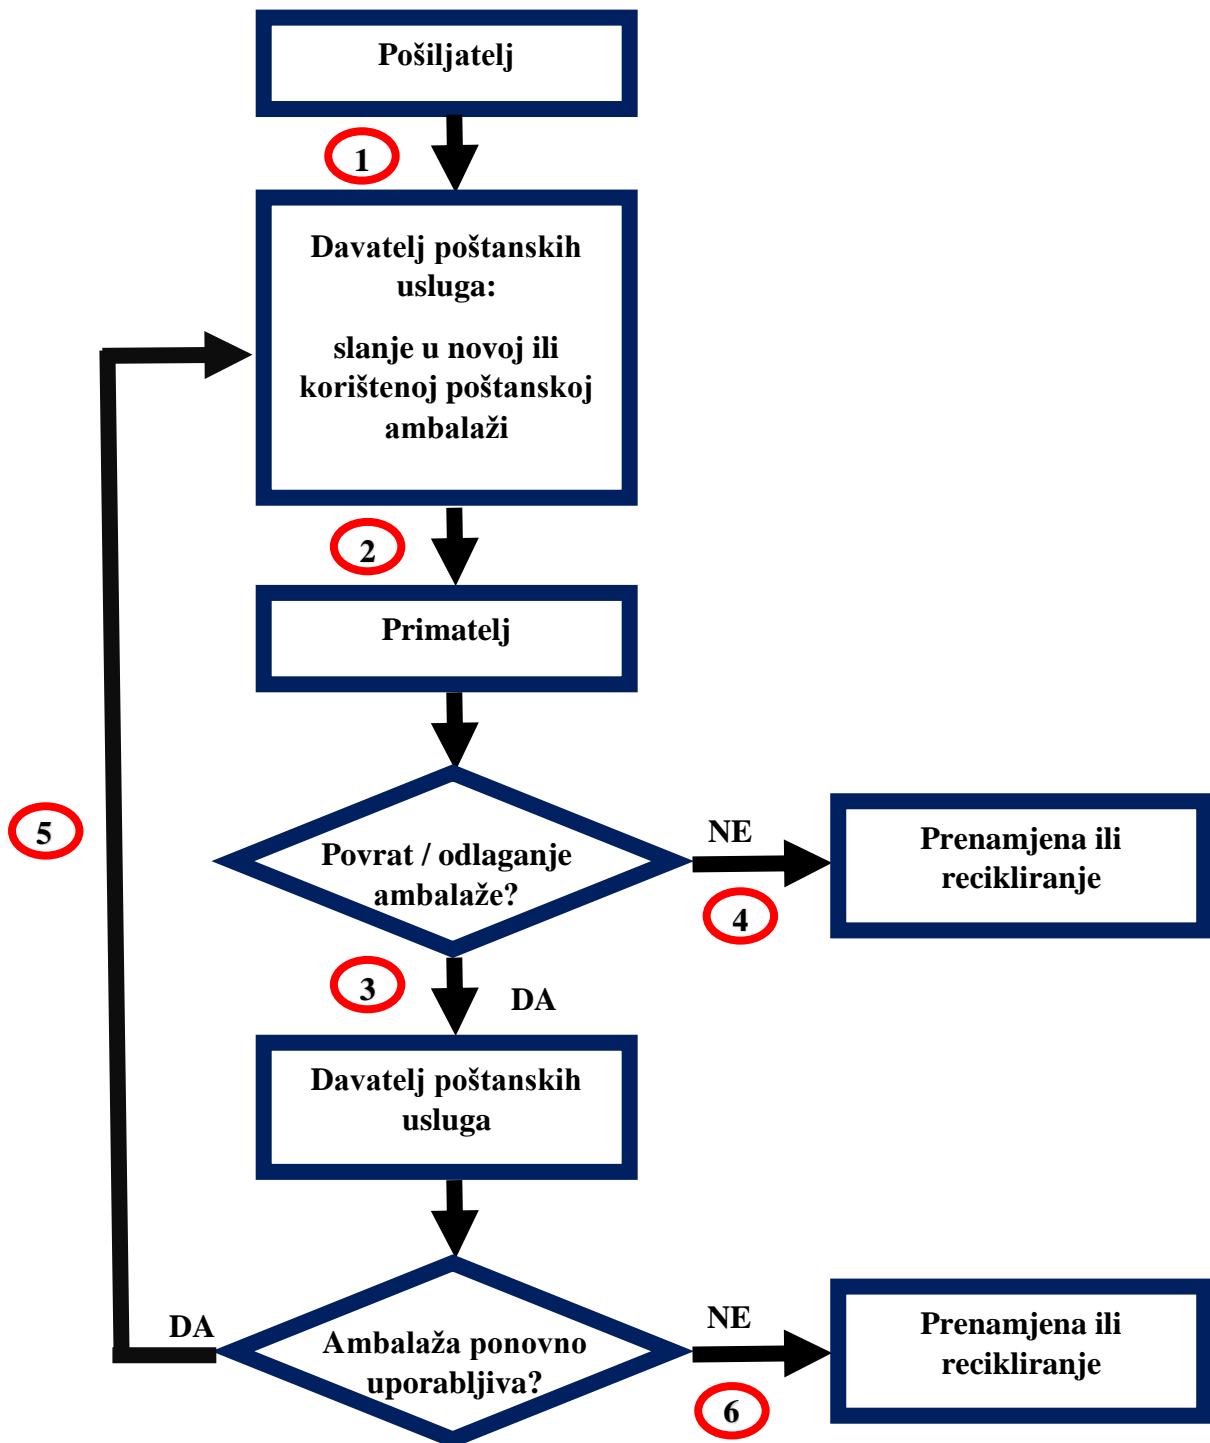 Pošiljatelj
1
Davatelj poštanskih
usluga:
slanje u novoj ili
korištenoj poštanskoj
ambalaži
2
Primatelj
5
Povrat / odlaganje
ambalaže?
NE
4
Prenamjena ili
recikliranje
3
DA
Davatelj poštanskih
usluga
DA
Ambalaža ponovno
uporabljiva?
NE
6
Prenamjena ili
recikliranje